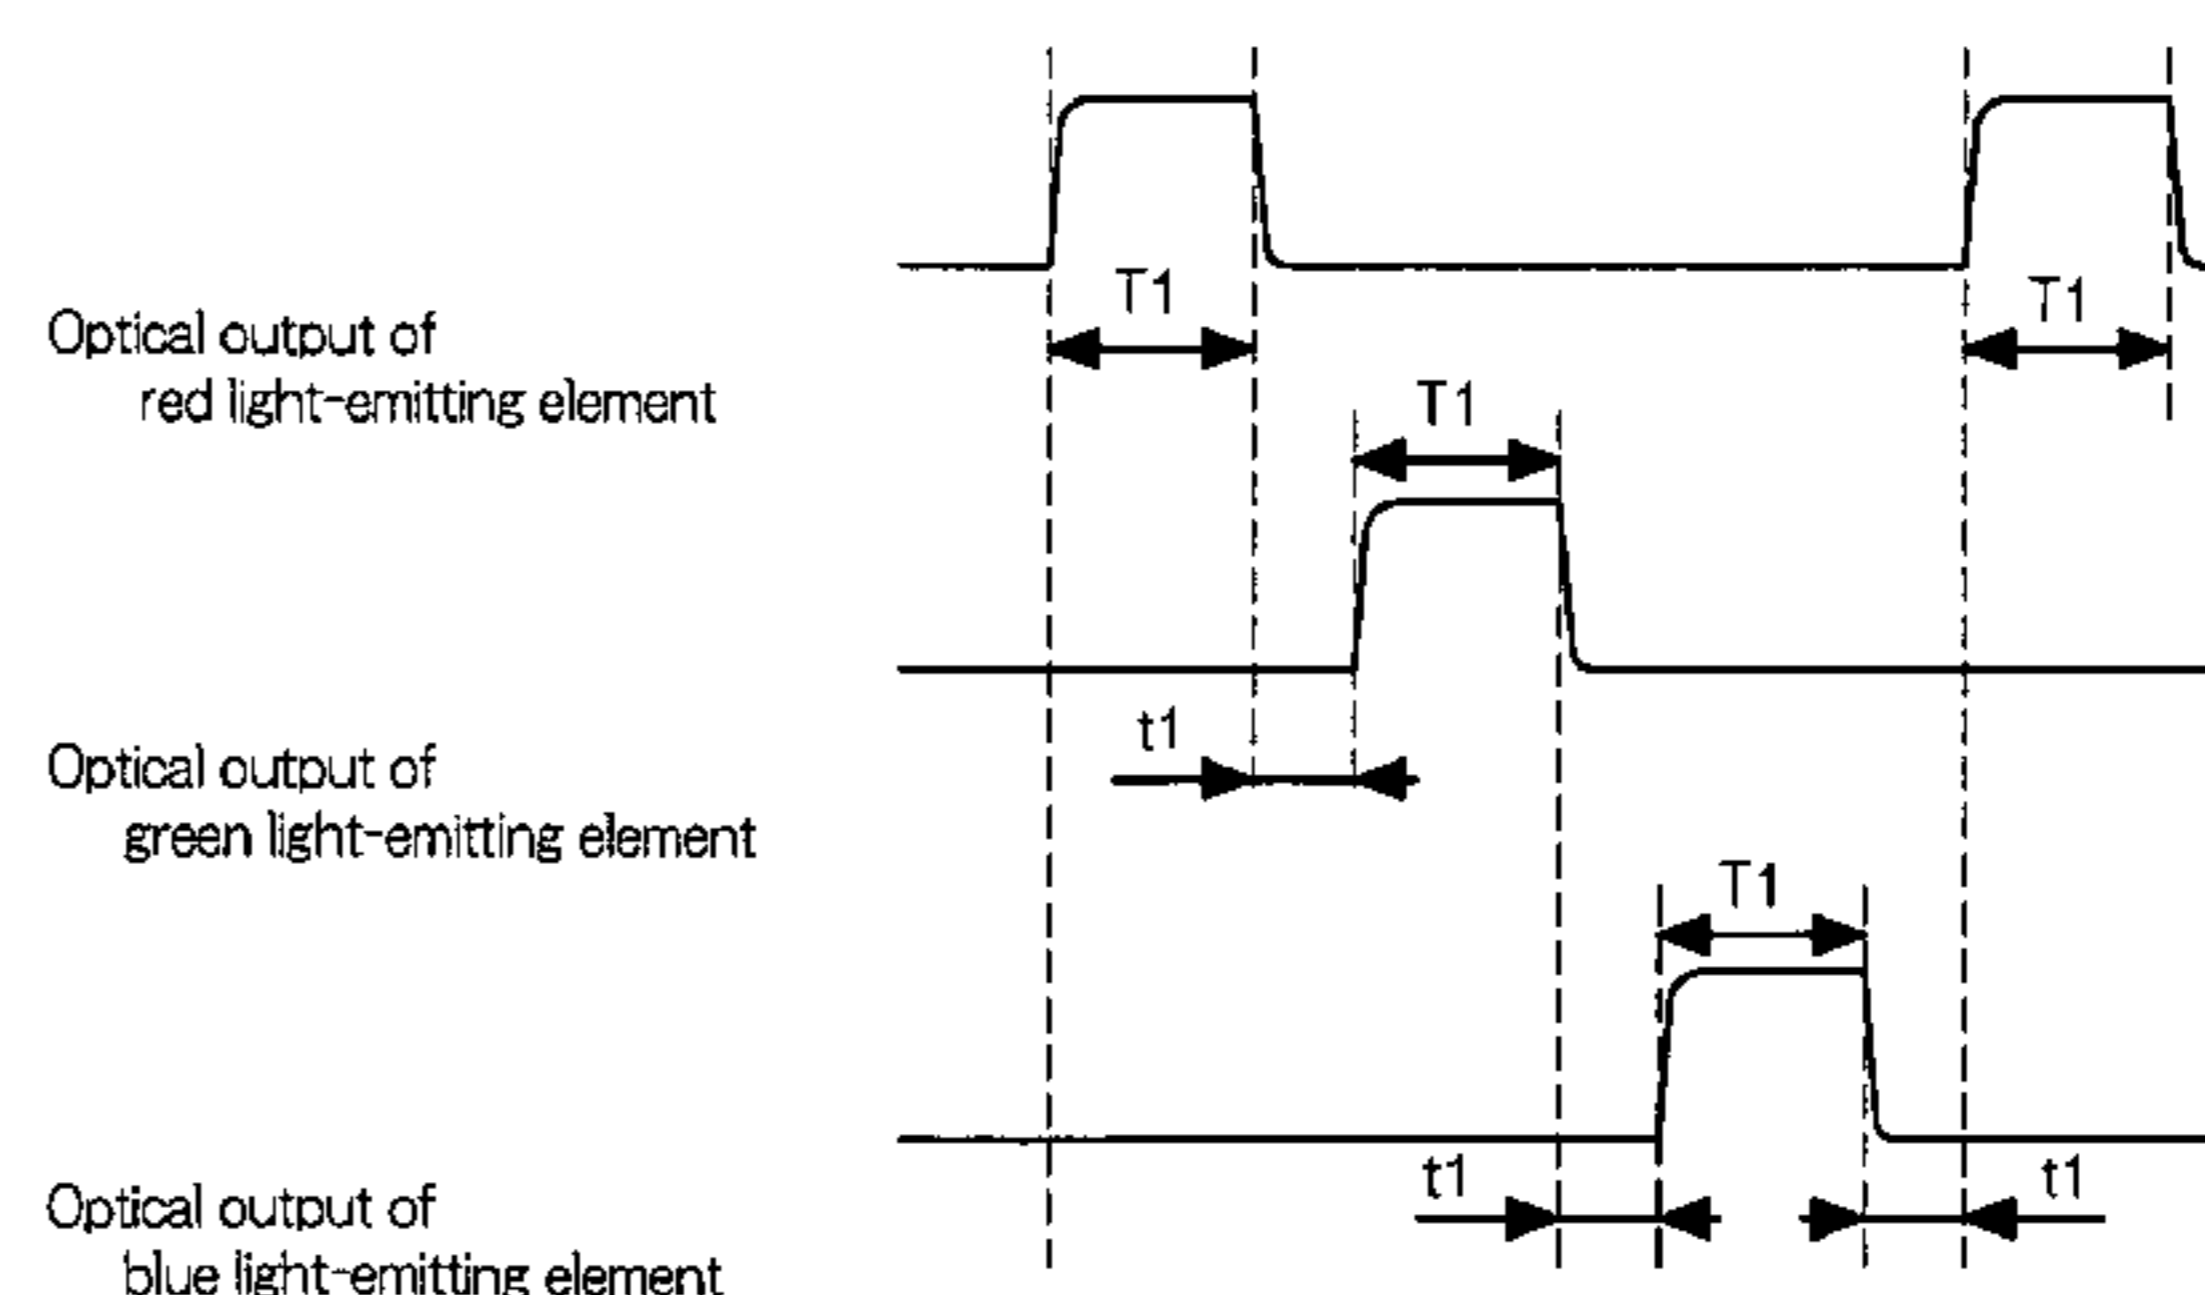 T1
T1
Optical output of
red light-emitting element
T1
t1
Optical output of
green light-emitting element
T1
t1
t1
Optical output of
blue light-emitting element